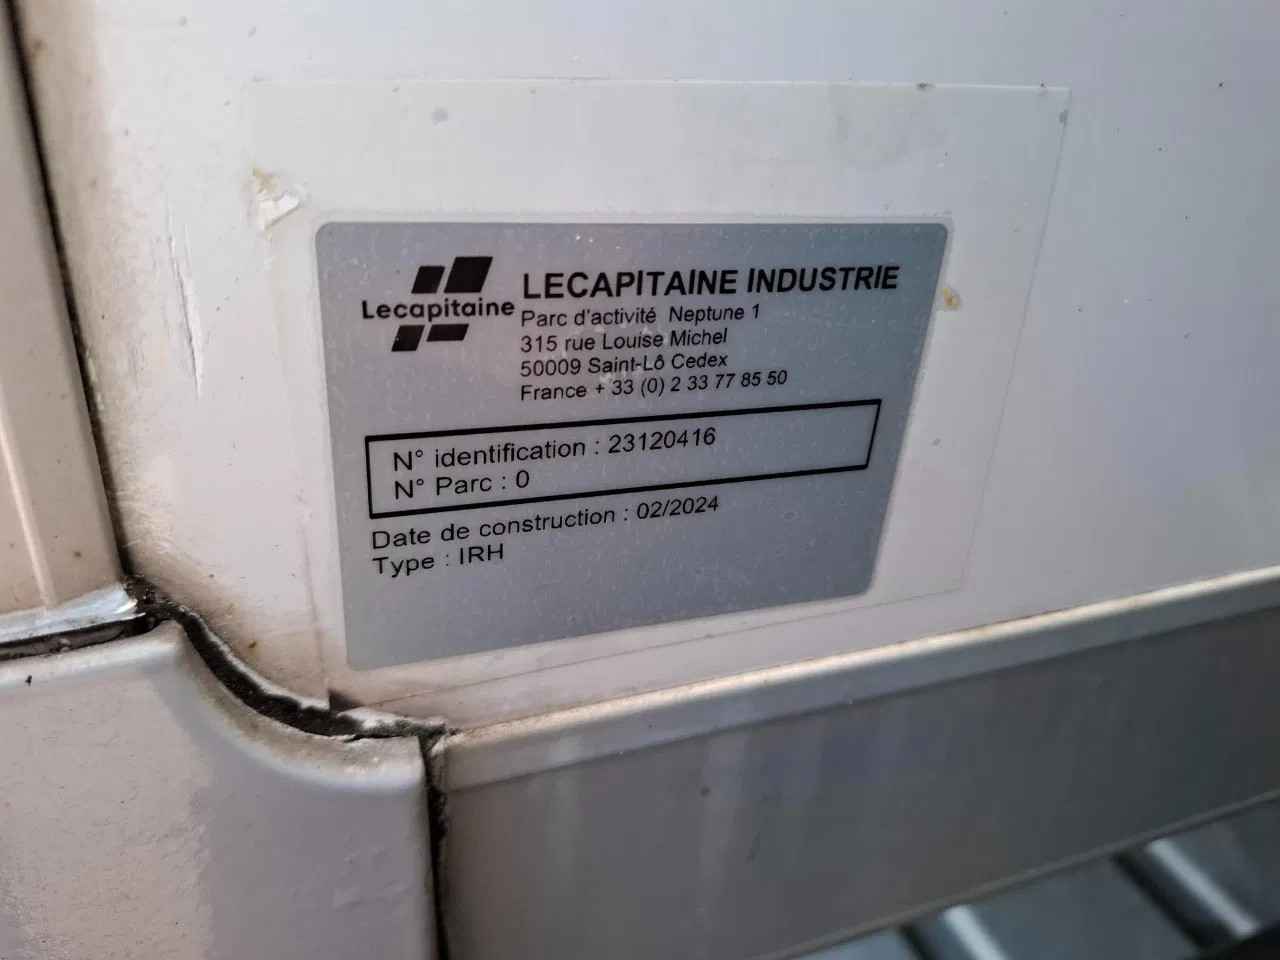 Lecapitaine
LECAPITAINE INDUSTRIE
Parc d'activité Neptune 1
315 rue Louise Michel
50009 Saint-Lô Cedex
France + 33 (0) 2 33 77 85 50
N° identification : 23120416
N° Parc : 0
Date de construction : 02/2024
Type : IRH